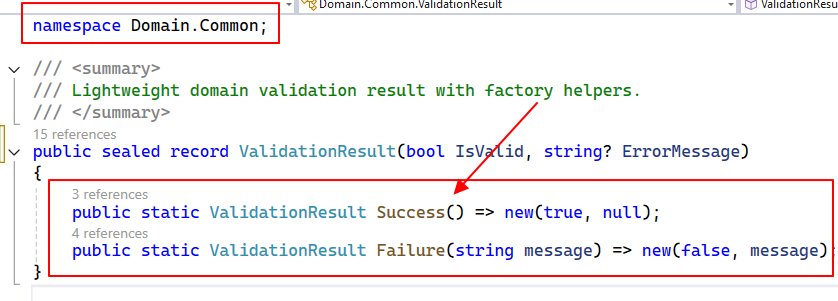 Domain.Common.ValidationResult
namespace Domain.Common;
/// <summary>
/// Lightweight domain validation result with factory helpers.
/// </summary>
15 references
public sealed record ValidationResult(bool IsValid, string? ErrorMessage)
{
3 references
public static ValidationResult Success() => new(true, null);
4 references
public static ValidationResult Failure(string message) => new(false, message);
}